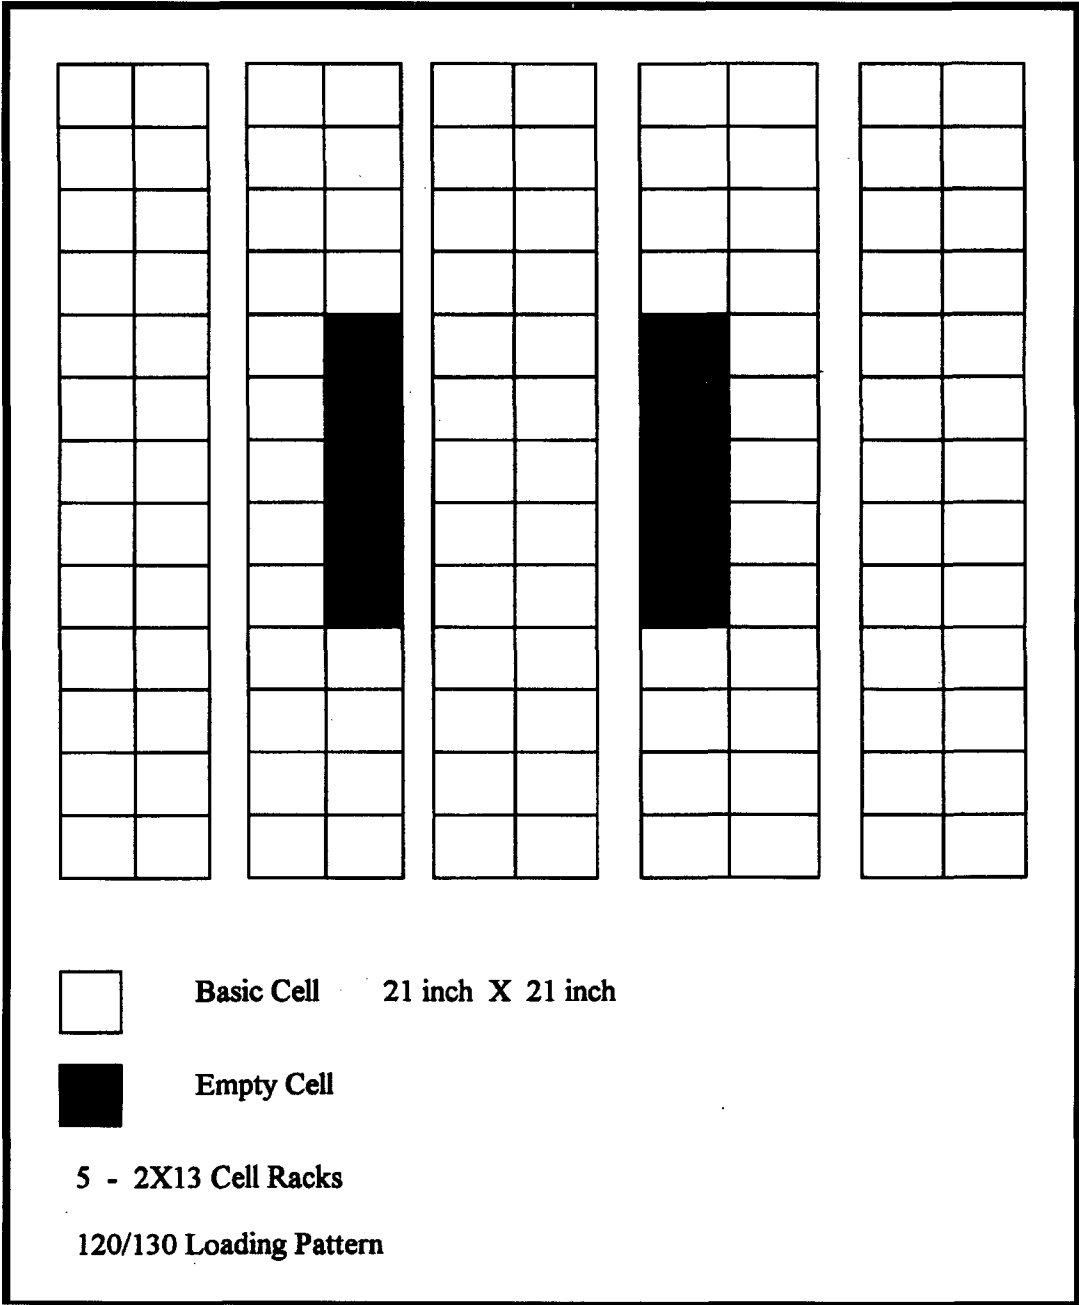 Basic Cell 21 inch X 21 inch
Empty Cell
5 - 2X13 Cell Racks
120/130 Loading Pattern